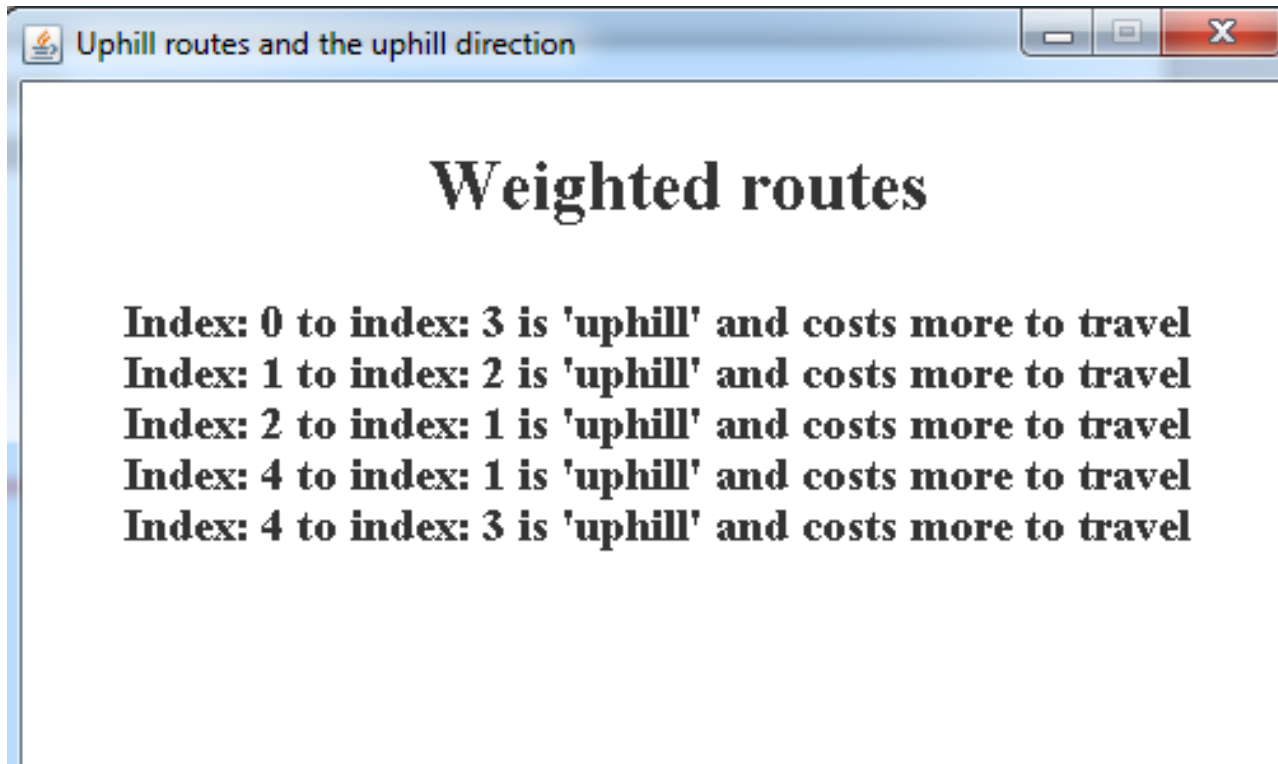 Uphill routes and the uphill direction
Weighted routes
Index: 0 to index: 3 is 'uphill' and costs more to travel
Index: 1 to index: 2 is 'uphill' and costs more to travel
Index: 2 to index: 1 is 'uphill' and costs more to travel
Index: 4 to index: 1 is 'uphill' and costs more to travel
Index: 4 to index: 3 is 'uphill' and costs more to travel